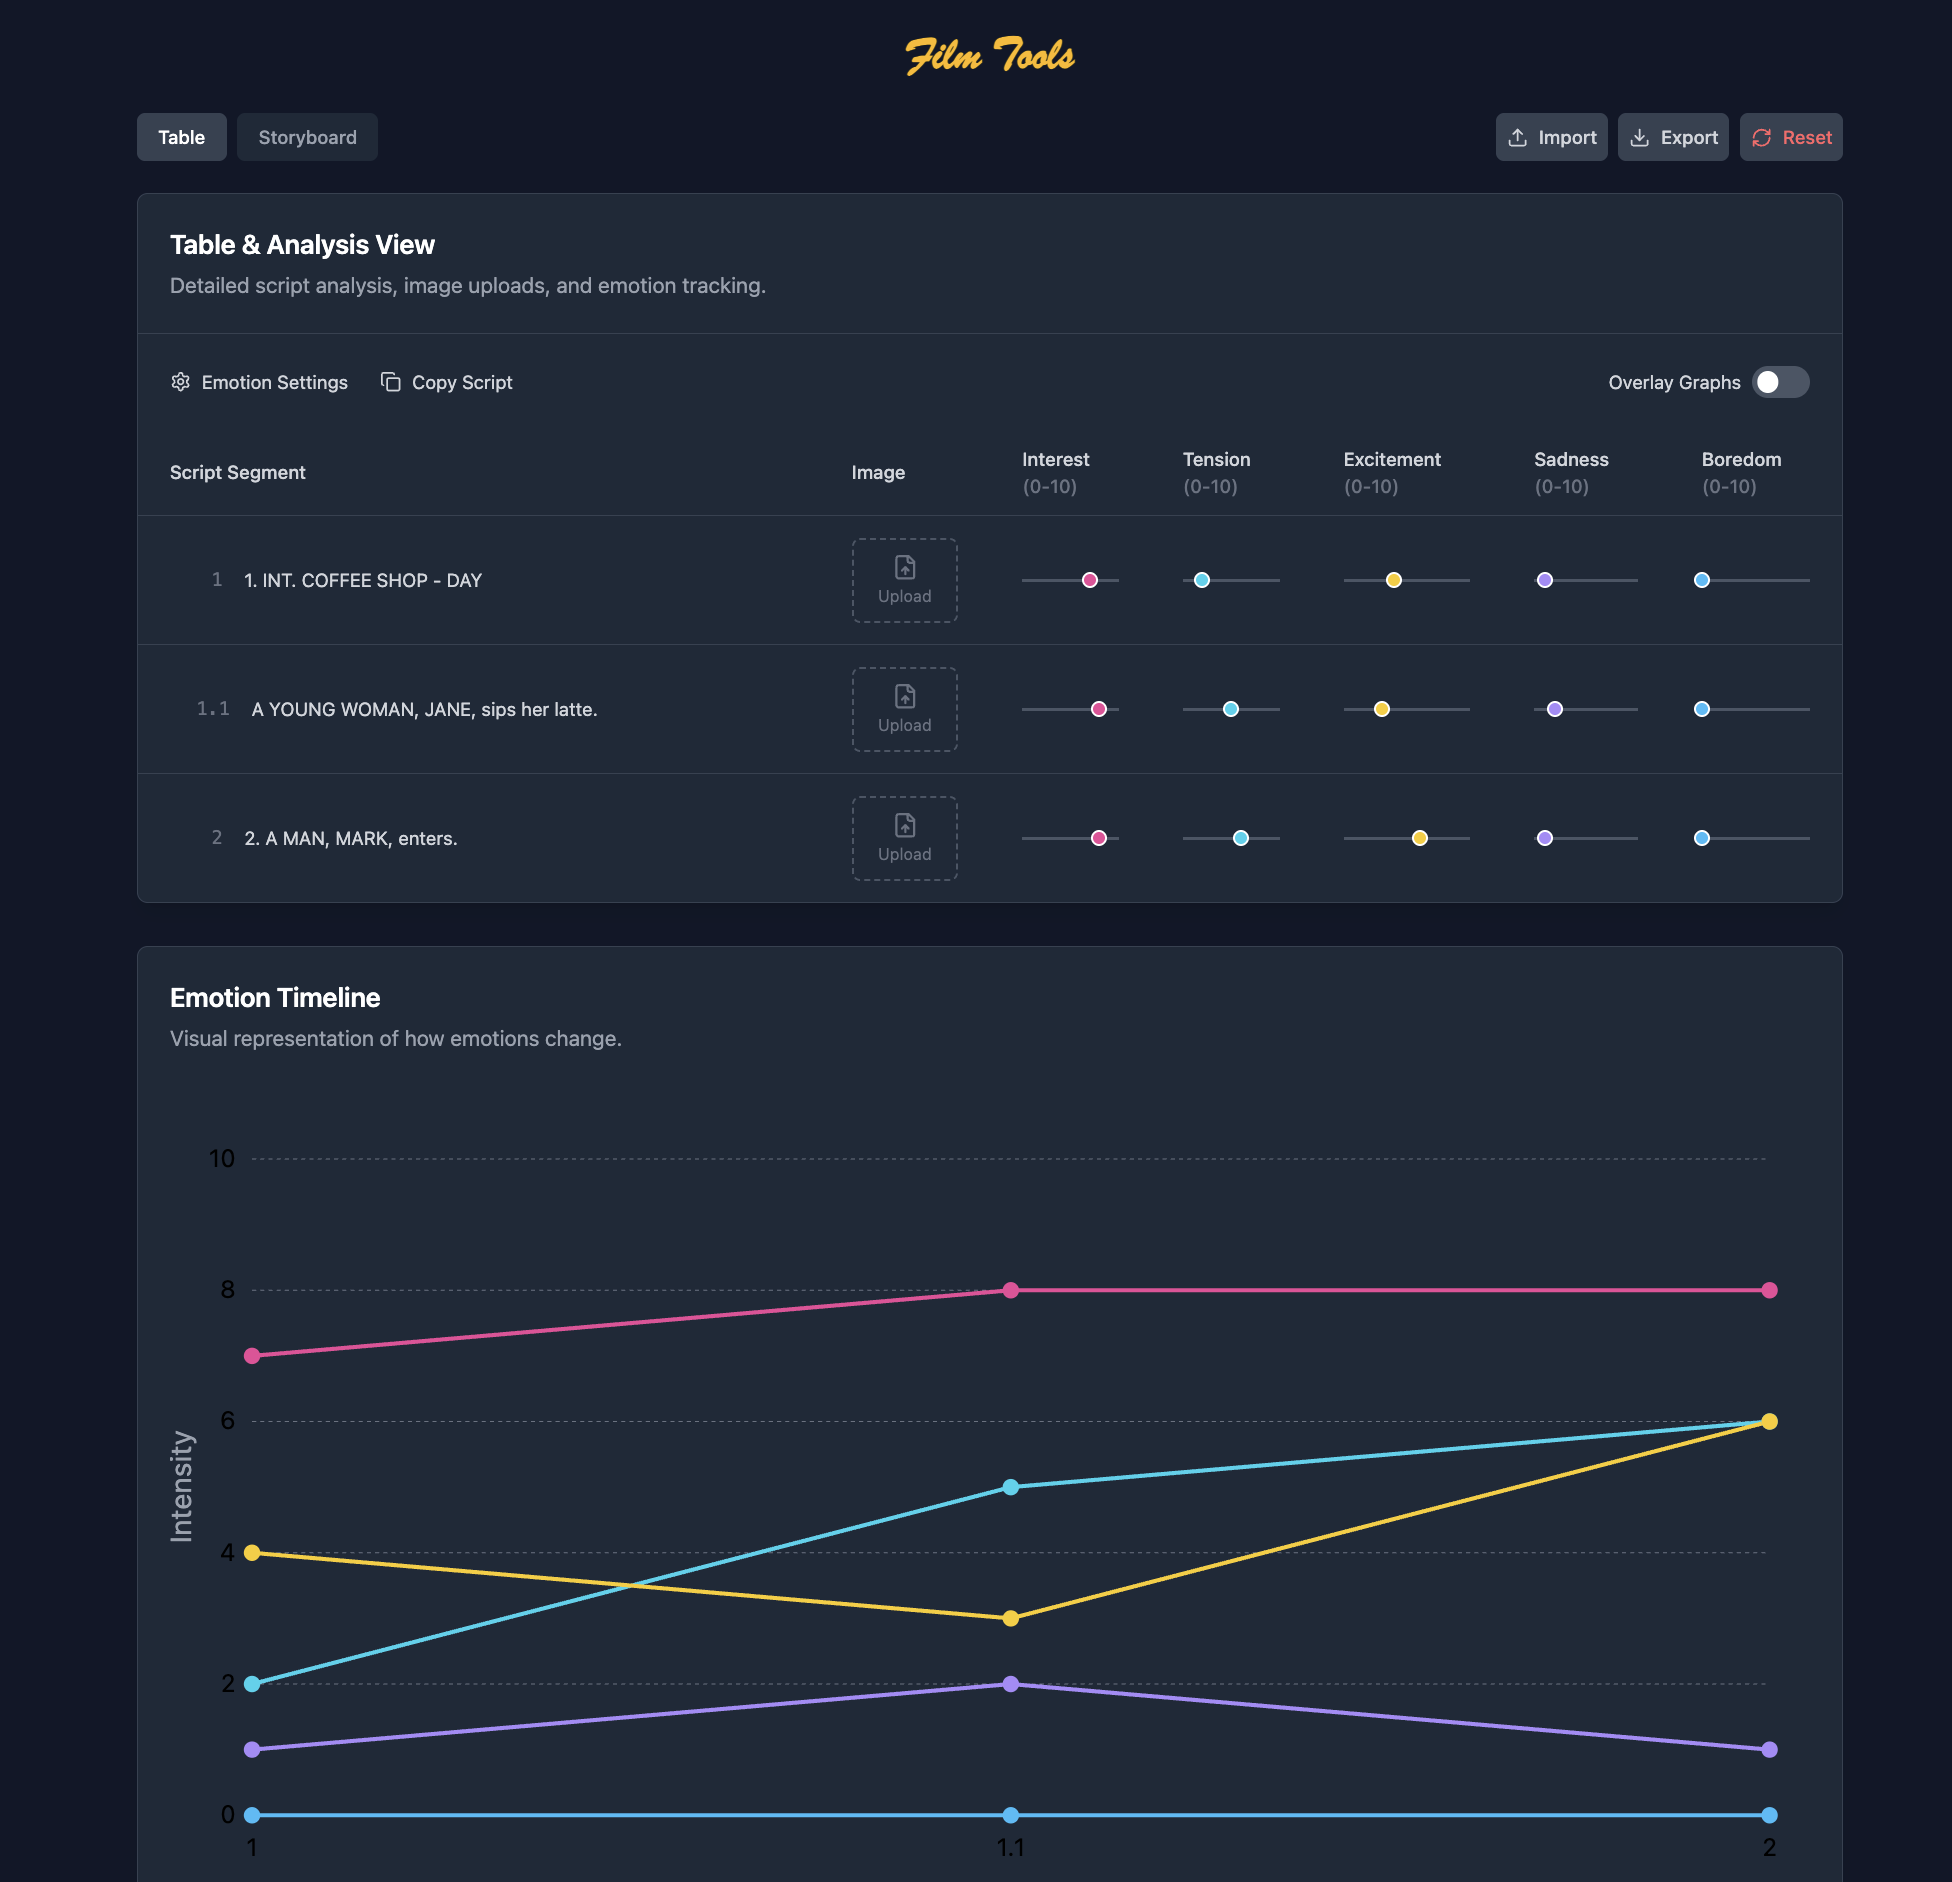 Film Tools
Table Storyboard Import Export Reset
Table & Analysis View
Detailed script analysis, image uploads, and emotion tracking.
Emotion Settings Copy Script Overlay Graphs
Script Segment Image Interest (0-10) Tension (0-10) Excitement (0-10) Sadness (0-10) Boredom (0-10)
1 1. INT. COFFEE SHOP - DAY Upload
1.1 A YOUNG WOMAN, JANE, sips her latte. Upload
2 2. A MAN, MARK, enters. Upload
Emotion Timeline
Visual representation of how emotions change.
10
8
6
Intensity
4
2
0
1 1.1 2